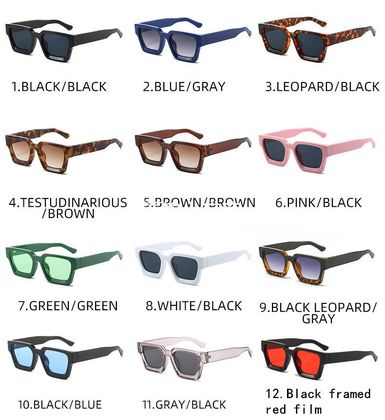 1.BLACK/BLACK
2.BLUE/GRAY
3.LEOPARD/BLACK
4.TESTUDINARIOUS
/BROWN
5.BROWN/BROWN
6.PINK/BLACK
7.GREEN/GREEN
8.WHITE/BLACK
9.BLACK LEOPARD/
GRAY
10.BLACK/BLUE
11.GRAY/BLACK
12.Black framed
red film